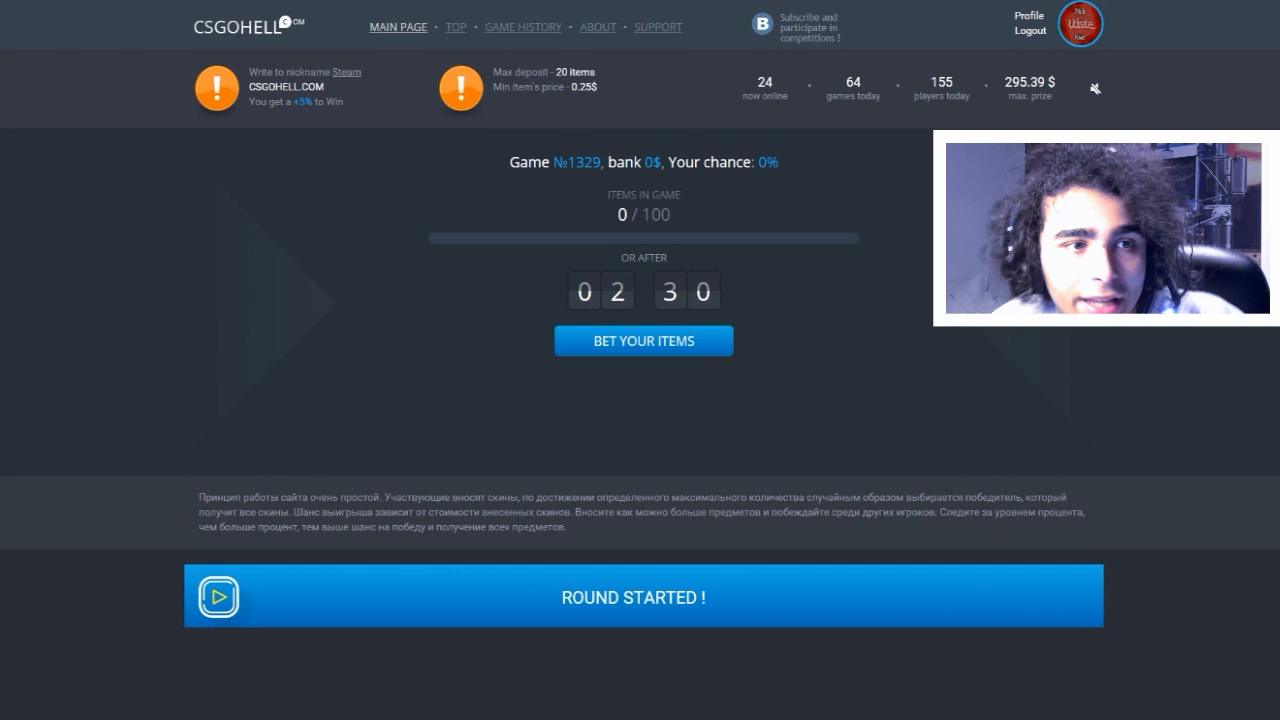 CSGOHELL.COM
MAIN PAGE · TOP · GAME HISTORY · ABOUT · SUPPORT
B
Subscribe and
participate in
competitions !
Profile
Logout
Write to nickname Steam
CSGOHELL.COM
You get a +5% to Win
Max deposit - 20 items
Min item's price - 0.25$
24
now online
64
games today
155
players today
295.39 $
max. prize
Game №1329, bank 0$, Your chance: 0%
ITEMS IN GAME
0 / 100
OR AFTER
02 30
BET YOUR ITEMS
Принцип работы сайта очень простой. Участвующие вносят скины, по достижении определенного максимального количества случайным образом выбирается победитель, который
получит все скины. Шанс выигрыша зависит от стоимости внесенных скинов. Вносите как можно больше предметов и побеждайте среди других игроков. Следите за уровнем процента,
чем больше процент, тем выше шанс на победу и получение всех предметов.
ROUND STARTED !